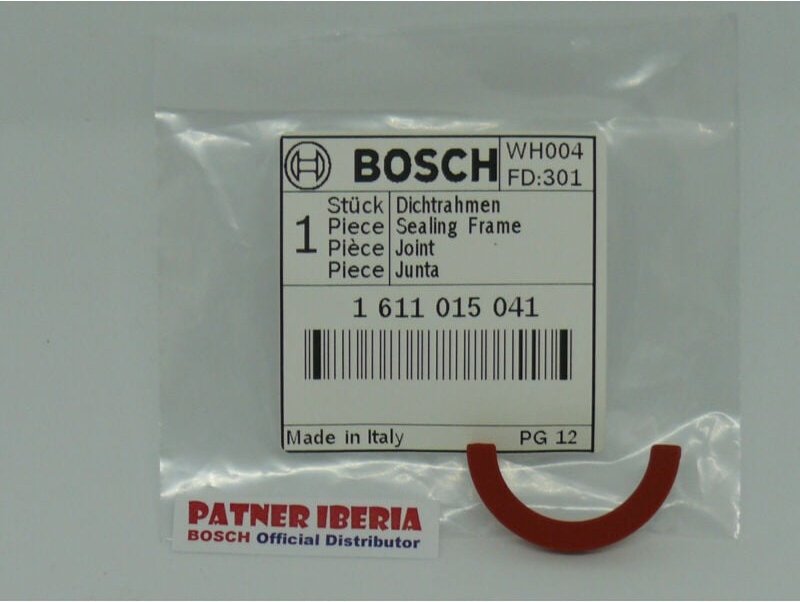 BOSCH
WH004
FD:301
1
Stück Dichtrahmen
Piece Sealing Frame
Pièce Joint
Piece Junta
1 611 015 041
Made in Italy PG 12
PATNER IBERIA
BOSCH Official Distributor